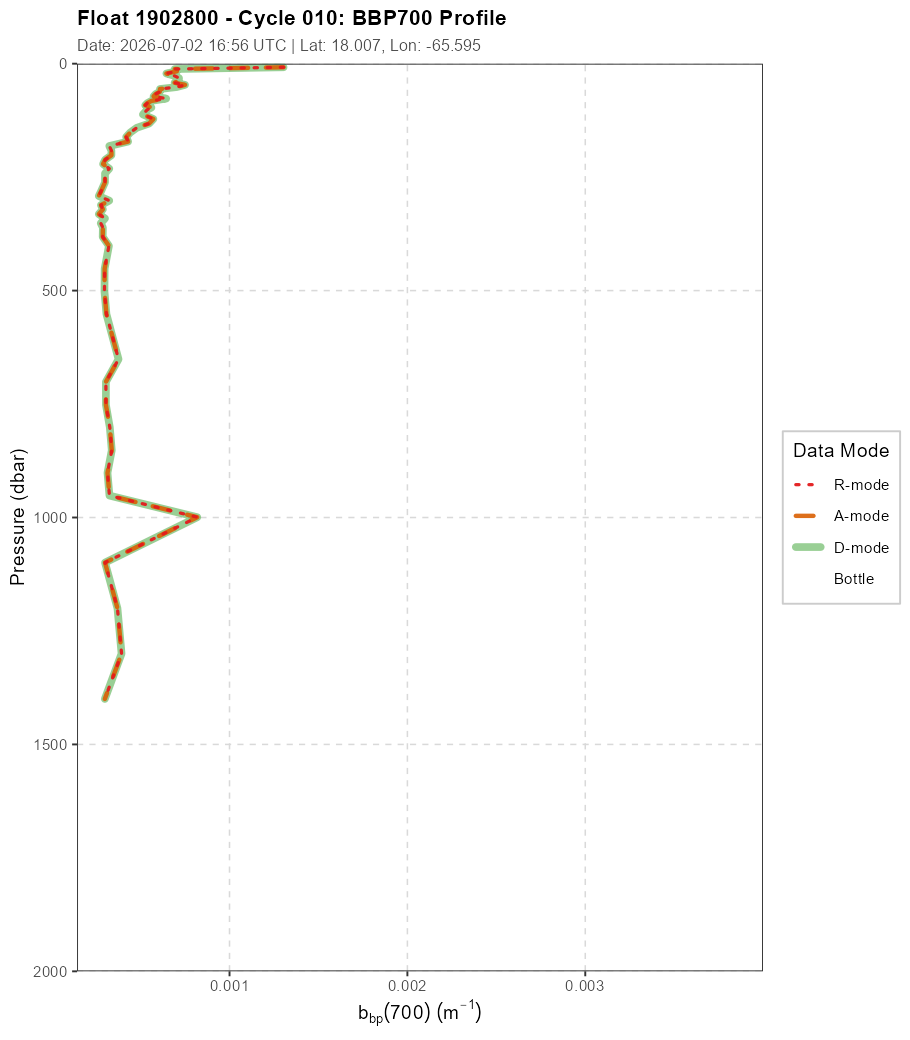 Float 1902800 - Cycle 010: BBP700 Profile
Date: 2026-07-02 16:56 UTC | Lat: 18.007, Lon: -65.595
0
500
1000
1500
2000
Pressure (dbar)
0.001
0.002
0.003
b_bp(700) (m⁻¹)
Data Mode
R-mode
A-mode
D-mode
Bottle